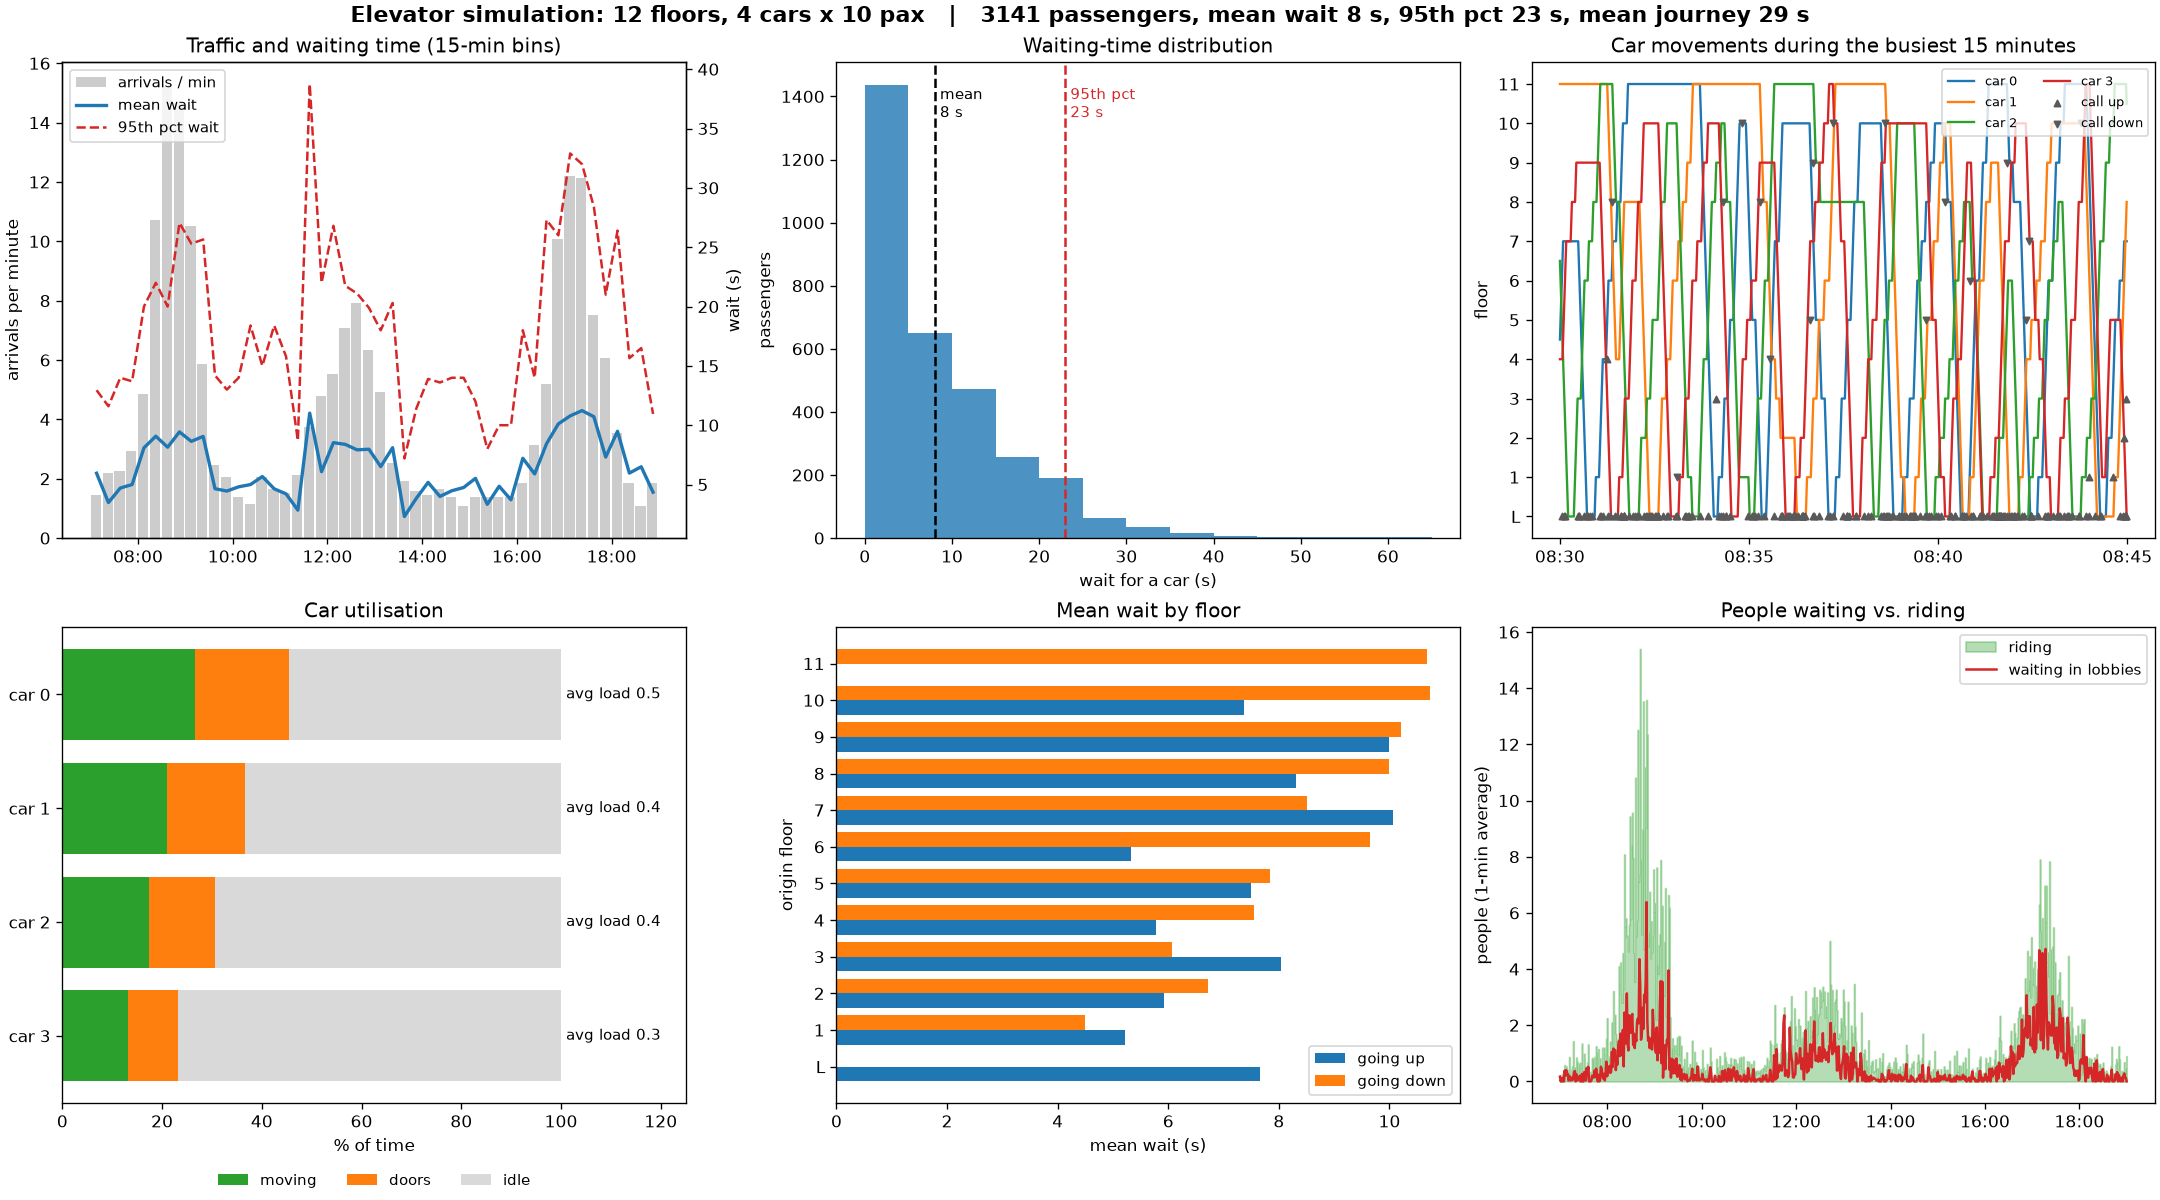 Elevator simulation: 12 floors, 4 cars x 10 pax | 3141 passengers, mean wait 8 s, 95th pct 23 s, mean journey 29 s
Traffic and waiting time (15-min bins)
arrivals / min
mean wait
95th pct wait
arrivals per minute
16
14
12
10
8
6
4
2
0
08:00 10:00 12:00 14:00 16:00 18:00
40
35
30
25
20
15
10
5
wait (s)
Waiting-time distribution
mean
8 s
95th pct
23 s
passengers
1400
1200
1000
800
600
400
200
0
0 10 20 30 40 50 60
wait for a car (s)
Car movements during the busiest 15 minutes
car 0
car 1
car 2
car 3
call up
call down
floor
11
10
9
8
7
6
5
4
3
2
1
L
08:30 08:35 08:40 08:45
Car utilisation
car 0
avg load 0.5
car 1
avg load 0.4
car 2
avg load 0.4
car 3
avg load 0.3
0 20 40 60 80 100 120
% of time
moving doors idle
Mean wait by floor
origin floor
11
10
9
8
7
6
5
4
3
2
1
L
going up
going down
0 2 4 6 8 10
mean wait (s)
People waiting vs. riding
riding
waiting in lobbies
people (1-min average)
16
14
12
10
8
6
4
2
0
08:00 10:00 12:00 14:00 16:00 18:00